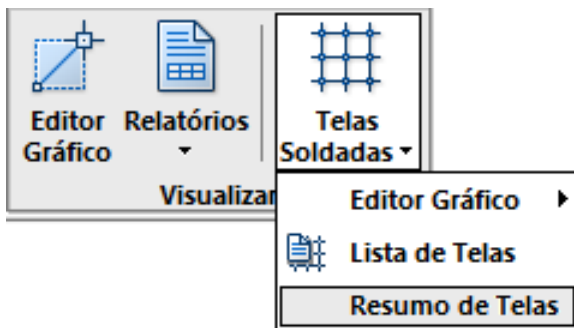 Editor Gráfico
Relatórios
Telas Soldadas
Visualizar
Editor Gráfico
Lista de Telas
Resumo de Telas